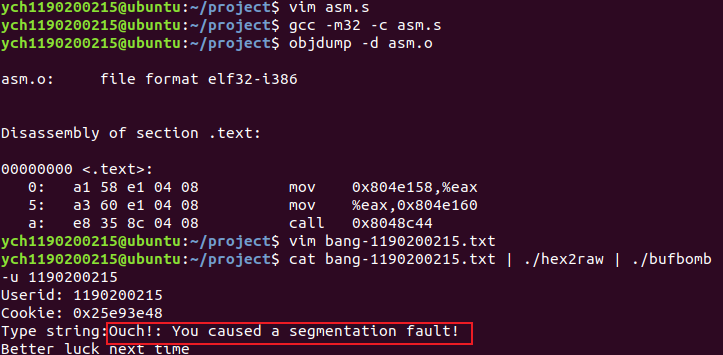 ych1190200215@ubuntu:~/project$ vim asm.s
ych1190200215@ubuntu:~/project$ gcc -m32 -c asm.s
ych1190200215@ubuntu:~/project$ objdump -d asm.o
asm.o:     file format elf32-i386
Disassembly of section .text:
00000000 <.text>:
   0:   a1 58 e1 04 08          mov    0x804e158,%eax
   5:   a3 60 e1 04 08          mov    %eax,0x804e160
   a:   e8 35 8c 04 08          call   0x8048c44
ych1190200215@ubuntu:~/project$ vim bang-1190200215.txt
ych1190200215@ubuntu:~/project$ cat bang-1190200215.txt | ./hex2raw | ./bufbomb
-u 1190200215
Userid: 1190200215
Cookie: 0x25e93e48
Type string:Ouch!: You caused a segmentation fault!
Better luck next time